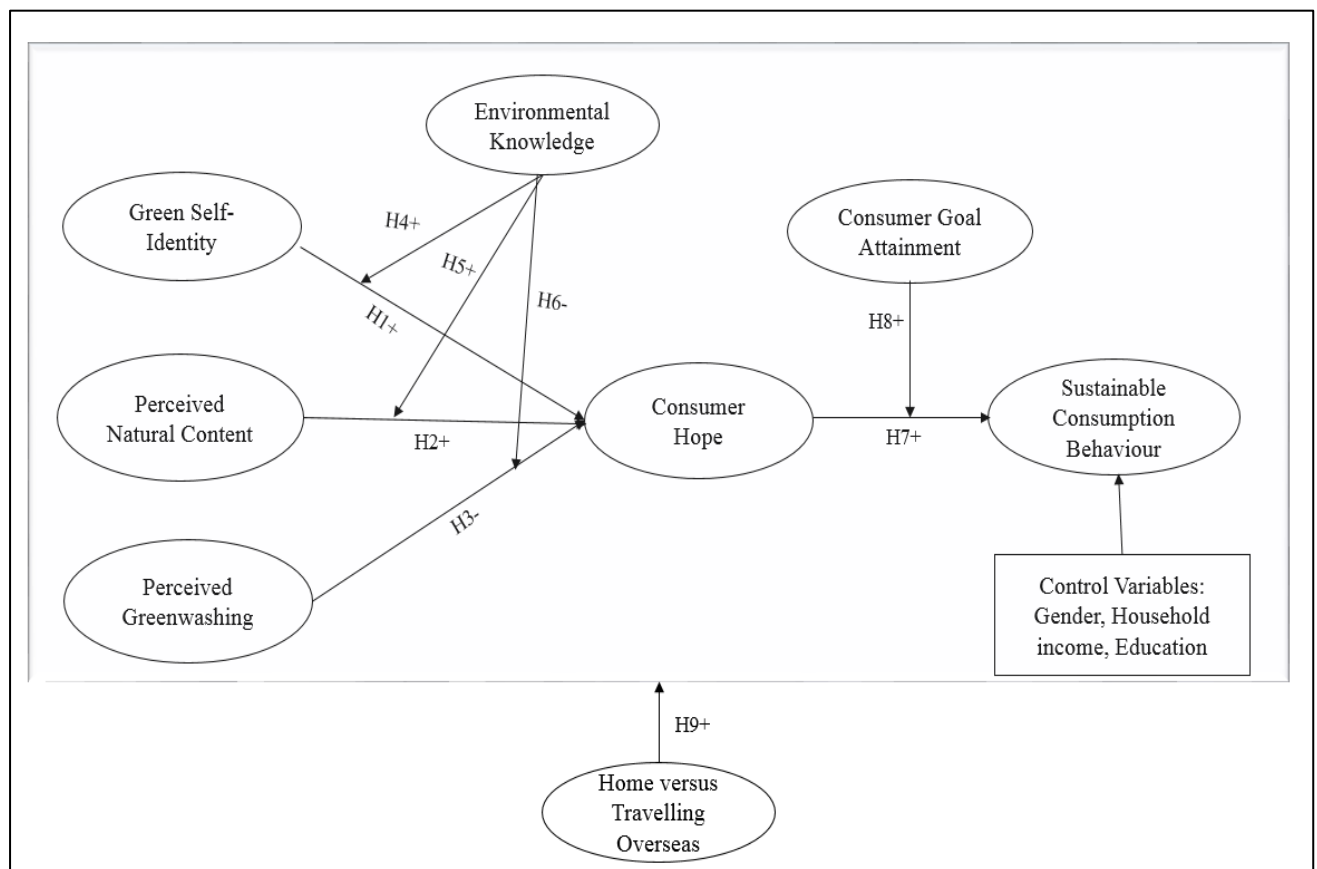 Environmental
Knowledge
Green Self-
Identity
H4+
H5+
H6-
H1+
Consumer Goal
Attainment
H8+
Perceived
Natural Content
H2+
Consumer
Hope
H7+
Sustainable
Consumption
Behaviour
H3-
Perceived
Greenwashing
Control Variables:
Gender, Household
income, Education
H9+
Home versus
Travelling
Overseas